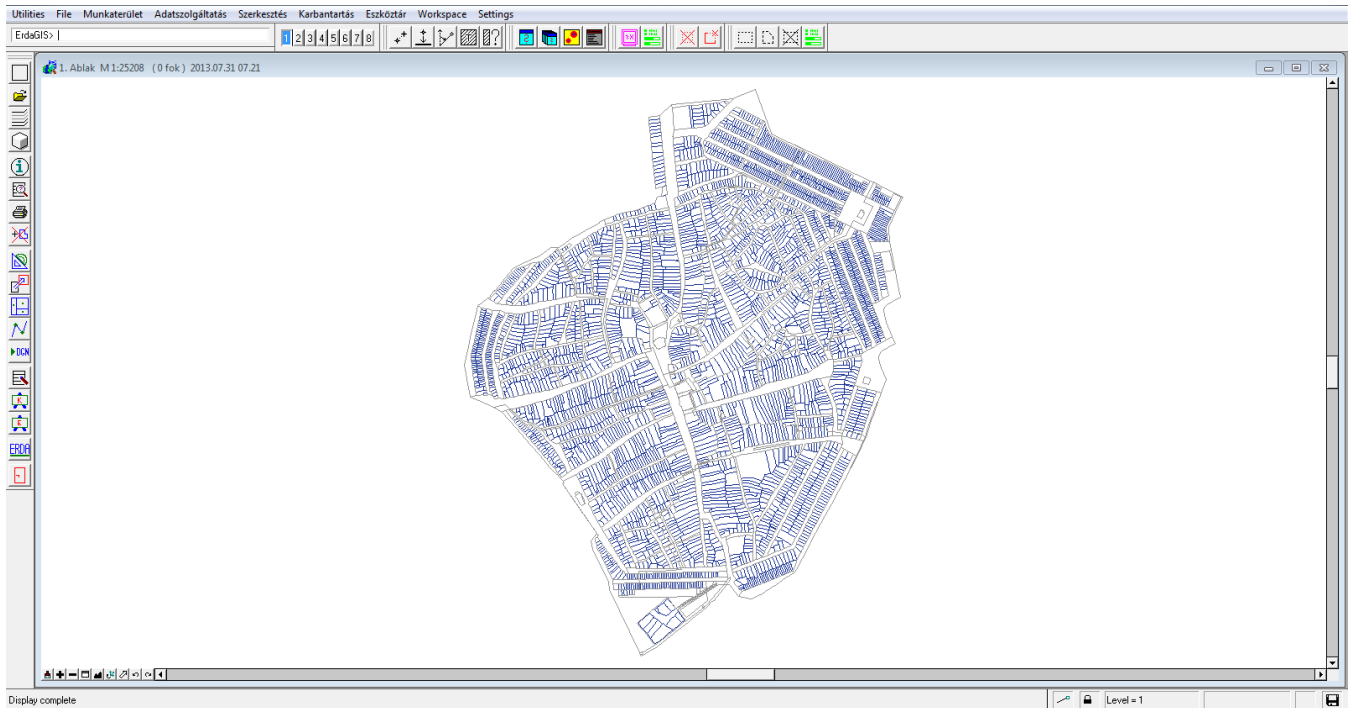 Utilities File Munkaterület Adatszolgáltatás Szerkesztés Karbantartás Eszköztár Workspace Settings
ErdaGIS>
1 2 3 4 5 6 7 8
1. Ablak M 1:25208 ( 0 fok ) 2013.07.31 07.21
DGN
K
E
ERDA
Display complete
Level = 1